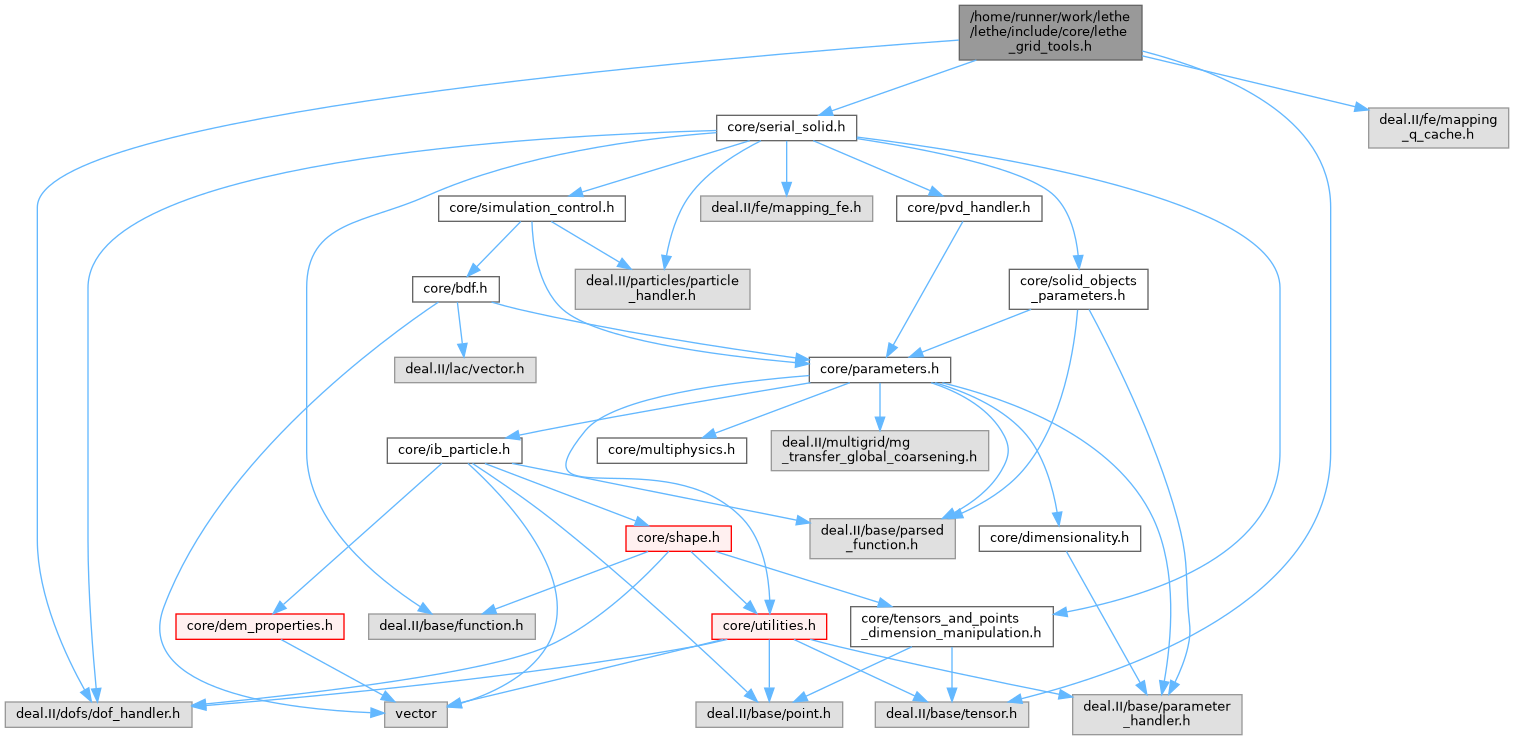 /home/runner/work/lethe
/lethe/include/core/lethe
_grid_tools.h
core/serial_solid.h
deal.II/fe/mapping
_q_cache.h
core/simulation_control.h
deal.II/fe/mapping_fe.h
core/pvd_handler.h
core/bdf.h
deal.II/particles/particle
_handler.h
core/solid_objects
_parameters.h
deal.II/lac/vector.h
core/parameters.h
core/ib_particle.h
core/multiphysics.h
deal.II/multigrid/mg
_transfer_global_coarsening.h
core/shape.h
deal.II/base/parsed
_function.h
core/dimensionality.h
core/dem_properties.h
deal.II/base/function.h
core/utilities.h
core/tensors_and_points
_dimension_manipulation.h
deal.II/dofs/dof_handler.h
vector
deal.II/base/point.h
deal.II/base/tensor.h
deal.II/base/parameter
_handler.h